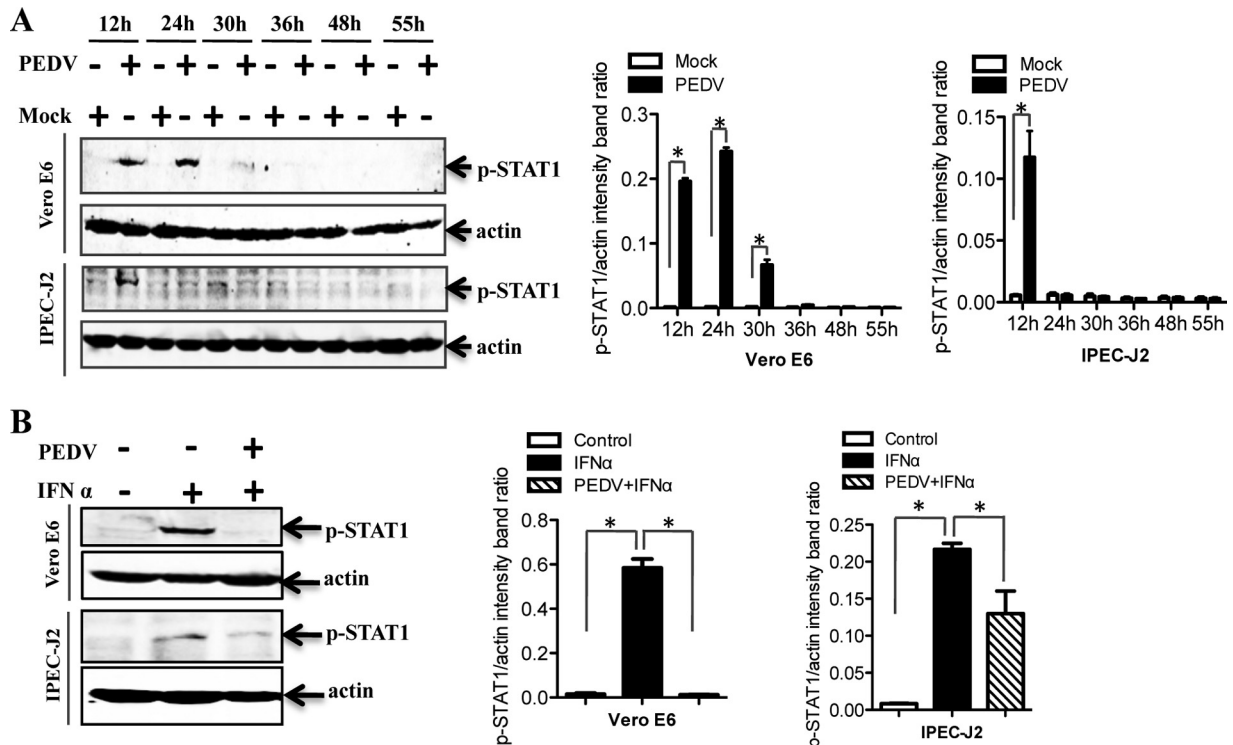 A
12h 24h 30h 36h 48h 55h
PEDV - + - + - + - + - + - +
Mock + - + - + - + - + - + -
Vero E6
p-STAT1
actin
IPEC-J2
p-STAT1
actin
Mock
PEDV
p-STAT1/actin intensity band ratio
0.3
0.2
0.1
0.0
* * *
12h 24h 30h 36h 48h 55h
Vero E6
Mock
PEDV
p-STAT1/actin intensity band ratio
0.15
0.10
0.05
0.00
*
12h 24h 30h 36h 48h 55h
IPEC-J2
B
PEDV - - +
IFN α - + +
Vero E6
p-STAT1
actin
IPEC-J2
p-STAT1
actin
Control
IFNα
PEDV+IFNα
p-STAT1/actin intensity band ratio
0.8
0.6
0.4
0.2
0.0
* *
Vero E6
Control
IFNα
PEDV+IFNα
p-STAT1/actin intensity band ratio
0.25
0.20
0.15
0.10
0.05
0.00
* *
IPEC-J2